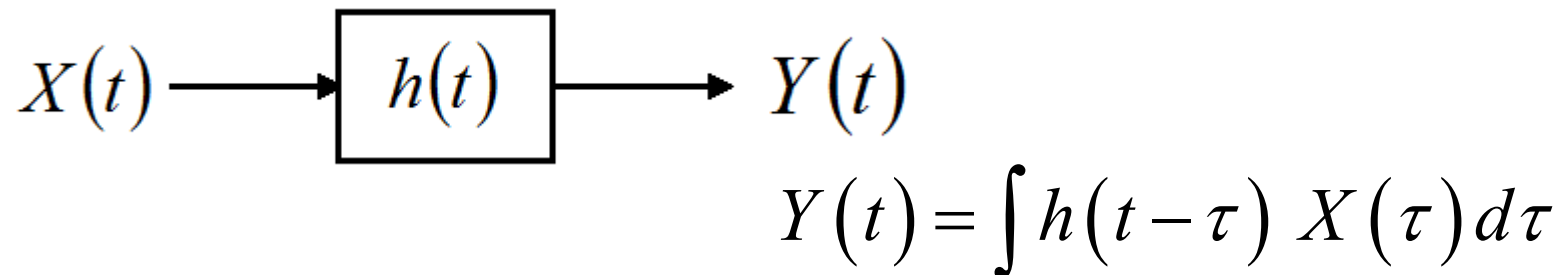 X(t) h(t) Y(t)
Y(t) = ∫ h(t − τ) X(τ) dτ